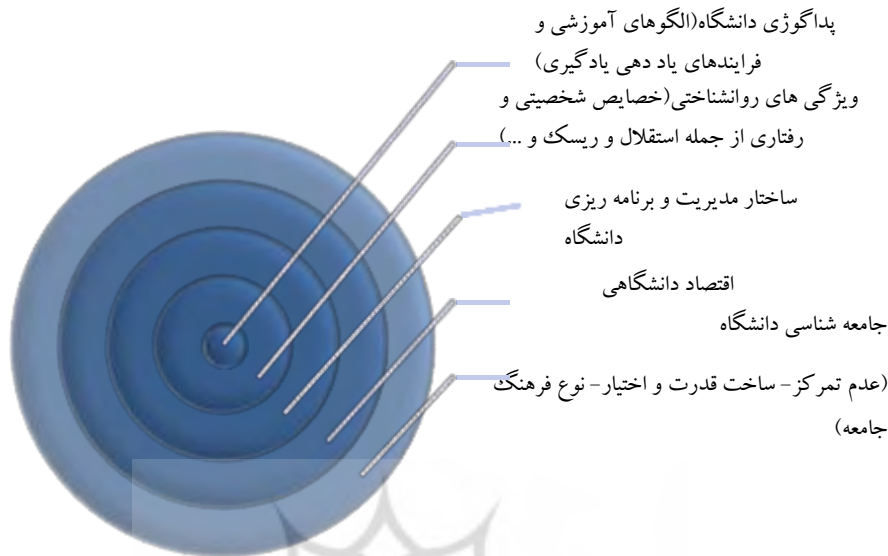 پداگوژی دانشگاه(الگوهای آموزشی و
فرایندهای یاد دهی یادگیری)
ویژگی های روانشناختی(خصایص شخصیتی و
رفتاری از جمله استقلال و ریسک و ...)
ساختار مدیریت و برنامه ریزی
دانشگاه
اقتصاد دانشگاهی
جامعه شناسی دانشگاه
(عدم تمرکز- ساخت قدرت و اختیار- نوع فرهنگ
جامعه)